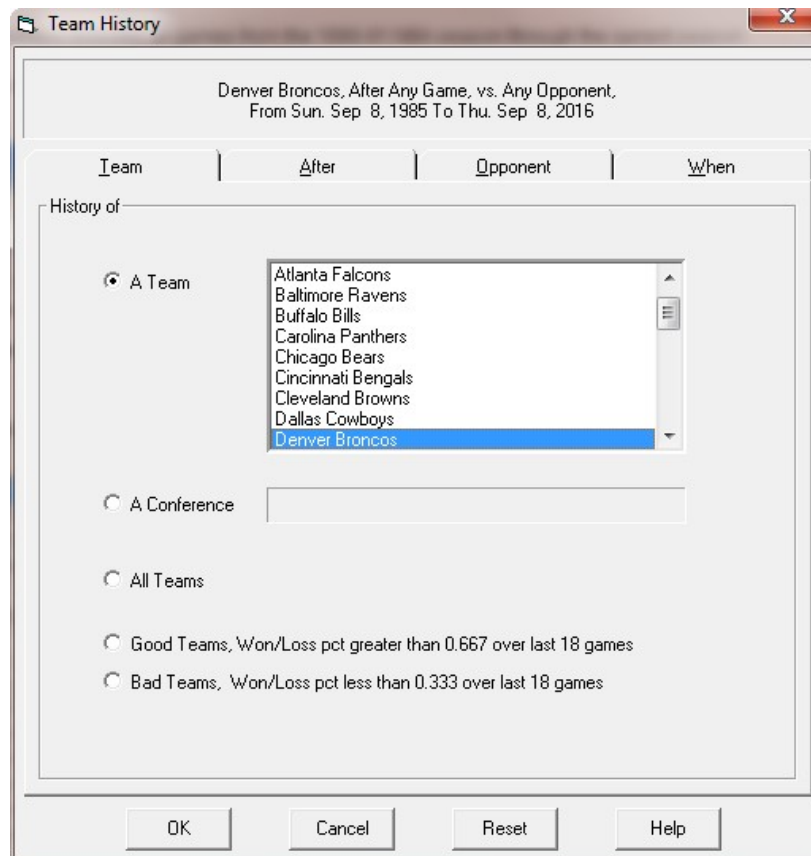 Team History
Denver Broncos, After Any Game, vs. Any Opponent,
From Sun. Sep 8, 1985 To Thu. Sep 8, 2016
Team After Opponent When
History of
A Team
Atlanta Falcons
Baltimore Ravens
Buffalo Bills
Carolina Panthers
Chicago Bears
Cincinnati Bengals
Cleveland Browns
Dallas Cowboys
Denver Broncos
A Conference
All Teams
Good Teams, Won/Loss pct greater than 0.667 over last 18 games
Bad Teams, Won/Loss pct less than 0.333 over last 18 games
OK Cancel Reset Help